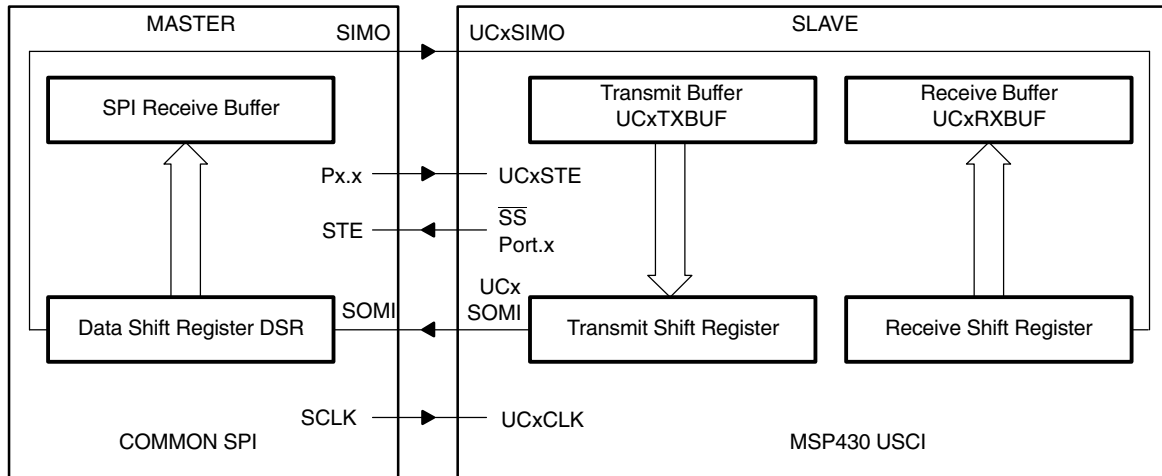 MASTER
SLAVE
SIMO
UCxSIMO
SPI Receive Buffer
Transmit Buffer
UCxTXBUF
Receive Buffer
UCxRXBUF
Px.x
UCxSTE
STE
S̅S̅
Port.x
UCx
SOMI
SOMI
Data Shift Register DSR
Transmit Shift Register
Receive Shift Register
SCLK
UCxCLK
COMMON SPI
MSP430 USCI